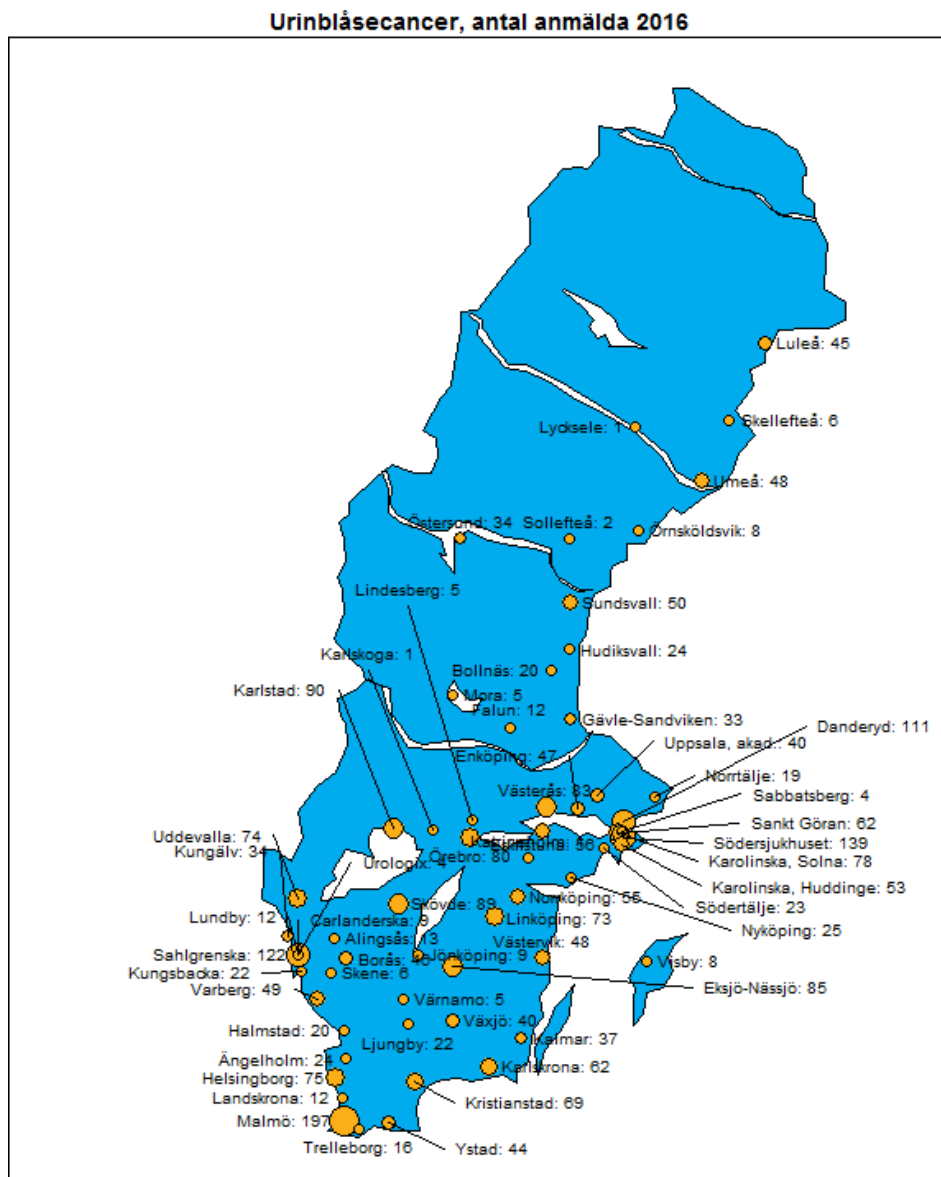 Urinblåsecancer, antal anmälda 2016
Luleå: 45
Skellefteå: 6
Lycksele: 1
Umeå: 48
Östersund: 34
Sollefteå: 2
Örnsköldsvik: 8
Lindesberg: 5
Sundsvall: 50
Karlskoga: 1
Hudiksvall: 24
Bollnäs: 20
Karlstad: 90
Mora: 5
Falun: 12
Gävle-Sandviken: 33
Danderyd: 111
Enköping: 47
Uppsala, akad.: 40
Norrtälje: 19
Västerås: 83
Sabbatsberg: 4
Sankt Göran: 62
Uddevalla: 74
Södersjukhuset: 139
Kungälv: 34
Urologix: 4
Örebro: 80
Karolinska, Solna: 78
Karolinska, Huddinge: 53
Södertälje: 23
Skövde: 89
Norrköping: 55
Lundby: 12
Carlanderska: 9
Linköping: 73
Nyköping: 25
Alingsås: 13
Västervik: 48
Sahlgrenska: 122
Borås: 46
Jönköping: 9
Visby: 8
Kungsbacka: 22
Skene: 6
Eksjö-Nässjö: 85
Varberg: 49
Värnamo: 5
Växjö: 40
Halmstad: 20
Ljungby: 22
Kalmar: 37
Ängelholm: 24
Karlskrona: 62
Helsingborg: 75
Kristianstad: 69
Landskrona: 12
Malmö: 197
Trelleborg: 16
Ystad: 44